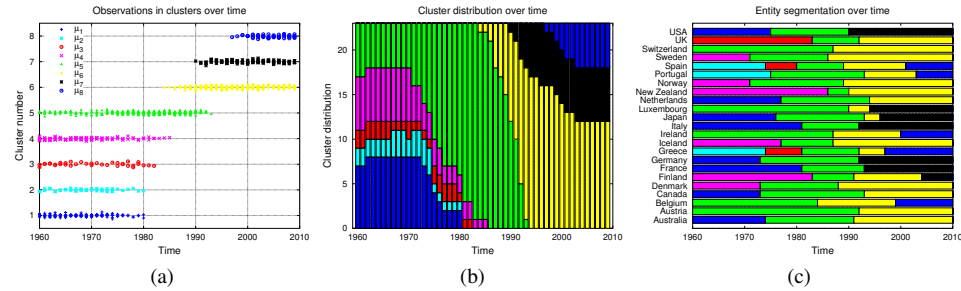 Observations in clusters over time
Cluster number
8
7
6
5
4
3
2
1
μ1
μ2
μ3
μ4
μ5
μ6
μ7
μ8
1960 1970 1980 1990 2000 2010
Time
(a)
Cluster distribution over time
Cluster distribution
20
15
10
5
0
1960 1970 1980 1990 2000 2010
Time
(b)
Entity segmentation over time
USA
UK
Switzerland
Sweden
Spain
Portugal
Norway
New Zealand
Netherlands
Luxembourg
Japan
Italy
Ireland
Iceland
Greece
Germany
France
Finland
Denmark
Canada
Belgium
Austria
Australia
1960 1970 1980 1990 2000 2010
Time
(c)